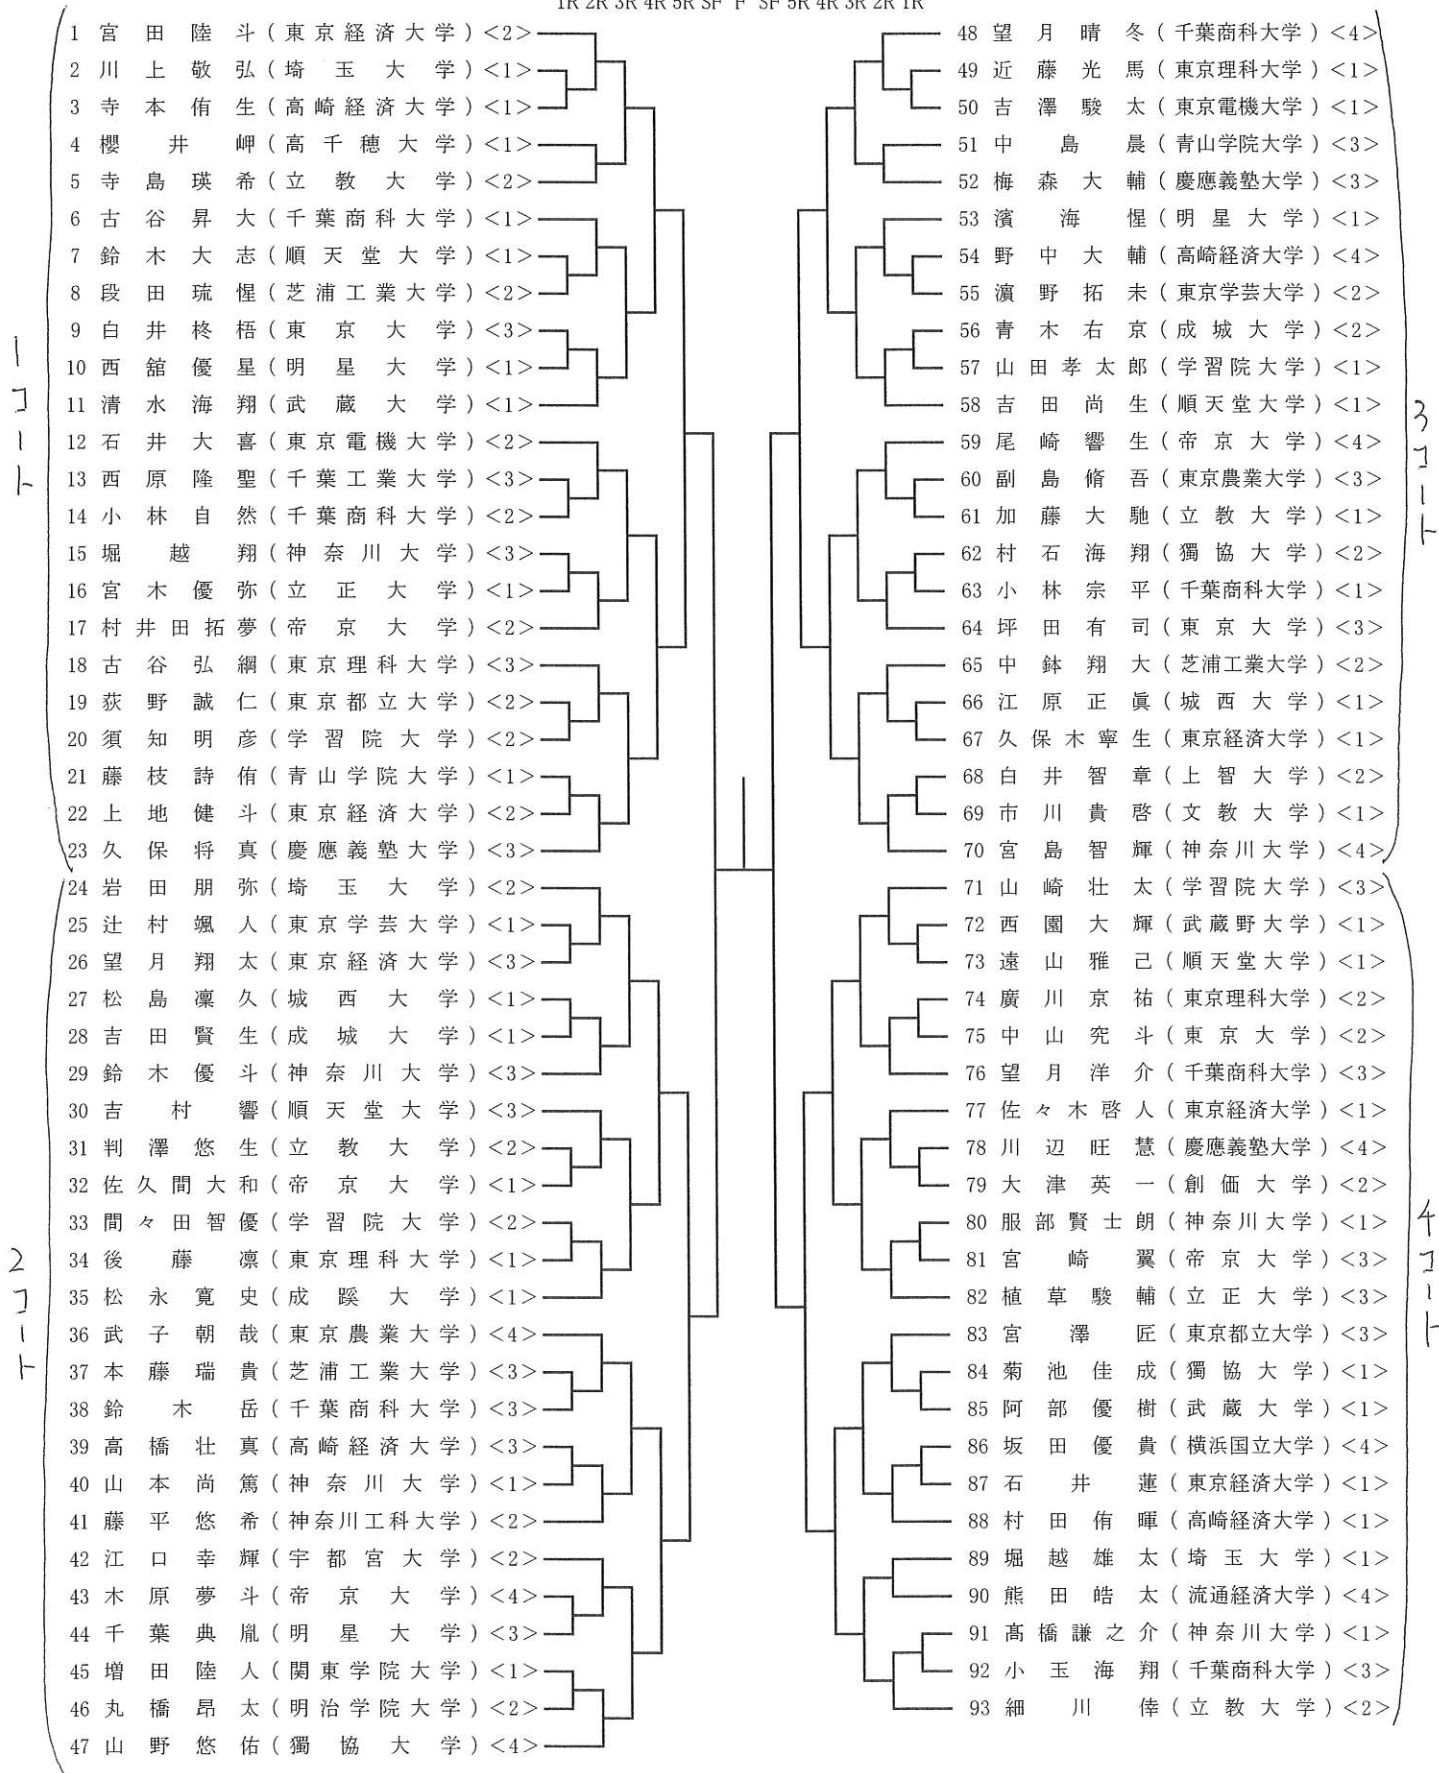 1R 2R 3R 4R 5R SF F SF 5R 4R 3R 2R 1R
1 宮田陸斗(東京経済大学)<2>
2 川上敬弘(埼玉大学)<1>
3 寺本侑生(高崎経済大学)<1>
4 櫻井岬(高千穂大学)<1>
5 寺島瑛希(立教大学)<2>
6 古谷昇大(千葉商科大学)<1>
7 鈴木大志(順天堂大学)<1>
8 段田琉惺(芝浦工業大学)<2>
9 白井柊梧(東京大学)<3>
10 西舘優星(明星大学)<1>
11 清水海翔(武蔵大学)<1>
12 石井大喜(東京電機大学)<2>
13 西原隆聖(千葉工業大学)<3>
14 小林自然(千葉商科大学)<2>
15 堀越翔(神奈川大学)<3>
16 宮木優弥(立正大学)<1>
17 村井田拓夢(帝京大学)<2>
18 古谷弘綱(東京理科大学)<3>
19 荻野誠仁(東京都立大学)<2>
20 須知明彦(学習院大学)<2>
21 藤枝詩侑(青山学院大学)<1>
22 上地健斗(東京経済大学)<2>
23 久保将真(慶應義塾大学)<3>
24 岩田朋弥(埼玉大学)<2>
25 辻村颯人(東京学芸大学)<1>
26 望月翔太(東京経済大学)<3>
27 松島凜久(城西大学)<1>
28 吉田賢生(成城大学)<1>
29 鈴木優斗(神奈川大学)<3>
30 吉村響(順天堂大学)<3>
31 判澤悠生(立教大学)<2>
32 佐久間大和(帝京大学)<1>
33 間々田智優(学習院大学)<2>
34 後藤凛(東京理科大学)<1>
35 松永寛史(成蹊大学)<1>
36 武子朝哉(東京農業大学)<4>
37 本藤瑞貴(芝浦工業大学)<3>
38 鈴木岳(千葉商科大学)<3>
39 高橋壮真(高崎経済大学)<3>
40 山本尚篤(神奈川大学)<1>
41 藤平悠希(神奈川工科大学)<2>
42 江口幸輝(宇都宮大学)<2>
43 木原夢斗(帝京大学)<4>
44 千葉典胤(明星大学)<3>
45 増田陸人(関東学院大学)<1>
46 丸橋昂太(明治学院大学)<2>
47 山野悠佑(獨協大学)<4>
1コート
2コート
48 望月晴冬(千葉商科大学)<4>
49 近藤光馬(東京理科大学)<1>
50 吉澤駿太(東京電機大学)<1>
51 中島晨(青山学院大学)<3>
52 梅森大輔(慶應義塾大学)<3>
53 濱海惺(明星大学)<1>
54 野中大輔(高崎経済大学)<4>
55 濵野拓未(東京学芸大学)<2>
56 青木右京(成城大学)<2>
57 山田孝太郎(学習院大学)<1>
58 吉田尚生(順天堂大学)<1>
59 尾崎響生(帝京大学)<4>
60 副島脩吾(東京農業大学)<3>
61 加藤大馳(立教大学)<1>
62 村石海翔(獨協大学)<2>
63 小林宗平(千葉商科大学)<1>
64 坪田有司(東京大学)<3>
65 中鉢翔大(芝浦工業大学)<2>
66 江原正眞(城西大学)<1>
67 久保木寧生(東京経済大学)<1>
68 白井智章(上智大学)<2>
69 市川貴啓(文教大学)<1>
70 宮島智輝(神奈川大学)<4>
71 山崎壮太(学習院大学)<3>
72 西園大輝(武蔵野大学)<1>
73 遠山雅己(順天堂大学)<1>
74 廣川京祐(東京理科大学)<2>
75 中山究斗(東京大学)<2>
76 望月洋介(千葉商科大学)<3>
77 佐々木啓人(東京経済大学)<1>
78 川辺旺慧(慶應義塾大学)<4>
79 大津英一(創価大学)<2>
80 服部賢士朗(神奈川大学)<1>
81 宮崎翼(帝京大学)<3>
82 植草駿輔(立正大学)<3>
83 宮澤匠(東京都立大学)<3>
84 菊池佳成(獨協大学)<1>
85 阿部優樹(武蔵大学)<1>
86 坂田優貴(横浜国立大学)<4>
87 石井蓮(東京経済大学)<1>
88 村田侑暉(高崎経済大学)<1>
89 堀越雄太(埼玉大学)<1>
90 熊田皓太(流通経済大学)<4>
91 髙橋謙之介(神奈川大学)<1>
92 小玉海翔(千葉商科大学)<3>
93 細川倖(立教大学)<2>
3コート
4コート